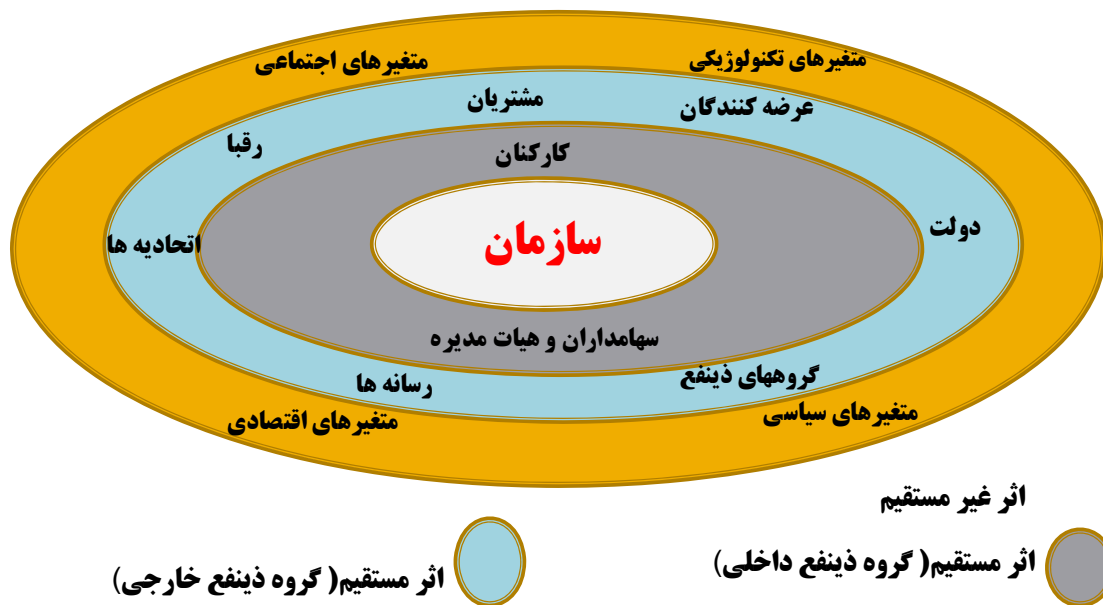 متغیرهای تکنولوژیکی
متغیرهای اجتماعی
عرضه کنندگان
مشتریان
رقبا
کارکنان
دولت
سازمان
اتحادیه ها
سهامداران و هیات مدیره
گروههای ذینفع
رسانه ها
متغیرهای سیاسی
متغیرهای اقتصادی
اثر غیر مستقیم
اثر مستقیم( گروه ذینفع داخلی)
اثر مستقیم( گروه ذینفع خارجی)